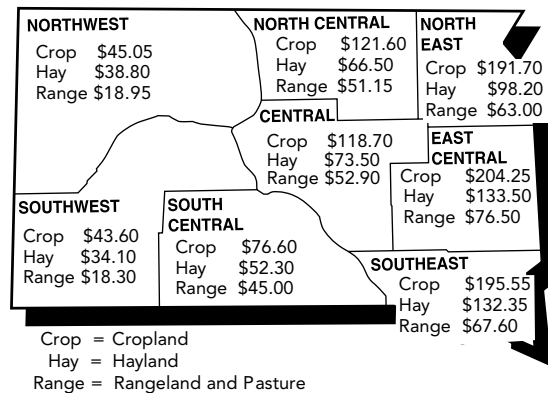 NORTHWEST
Crop $45.05
Hay $38.80
Range $18.95
NORTH CENTRAL
Crop $121.60
Hay $66.50
Range $51.15
NORTH
EAST
Crop $191.70
Hay $98.20
Range $63.00
CENTRAL
Crop $118.70
Hay $73.50
Range $52.90
EAST
CENTRAL
Crop $204.25
Hay $133.50
Range $76.50
SOUTHWEST
Crop $43.60
Hay $34.10
Range $18.30
SOUTH
CENTRAL
Crop $76.60
Hay $52.30
Range $45.00
SOUTHEAST
Crop $195.55
Hay $132.35
Range $67.60
Crop = Cropland
Hay = Hayland
Range = Rangeland and Pasture